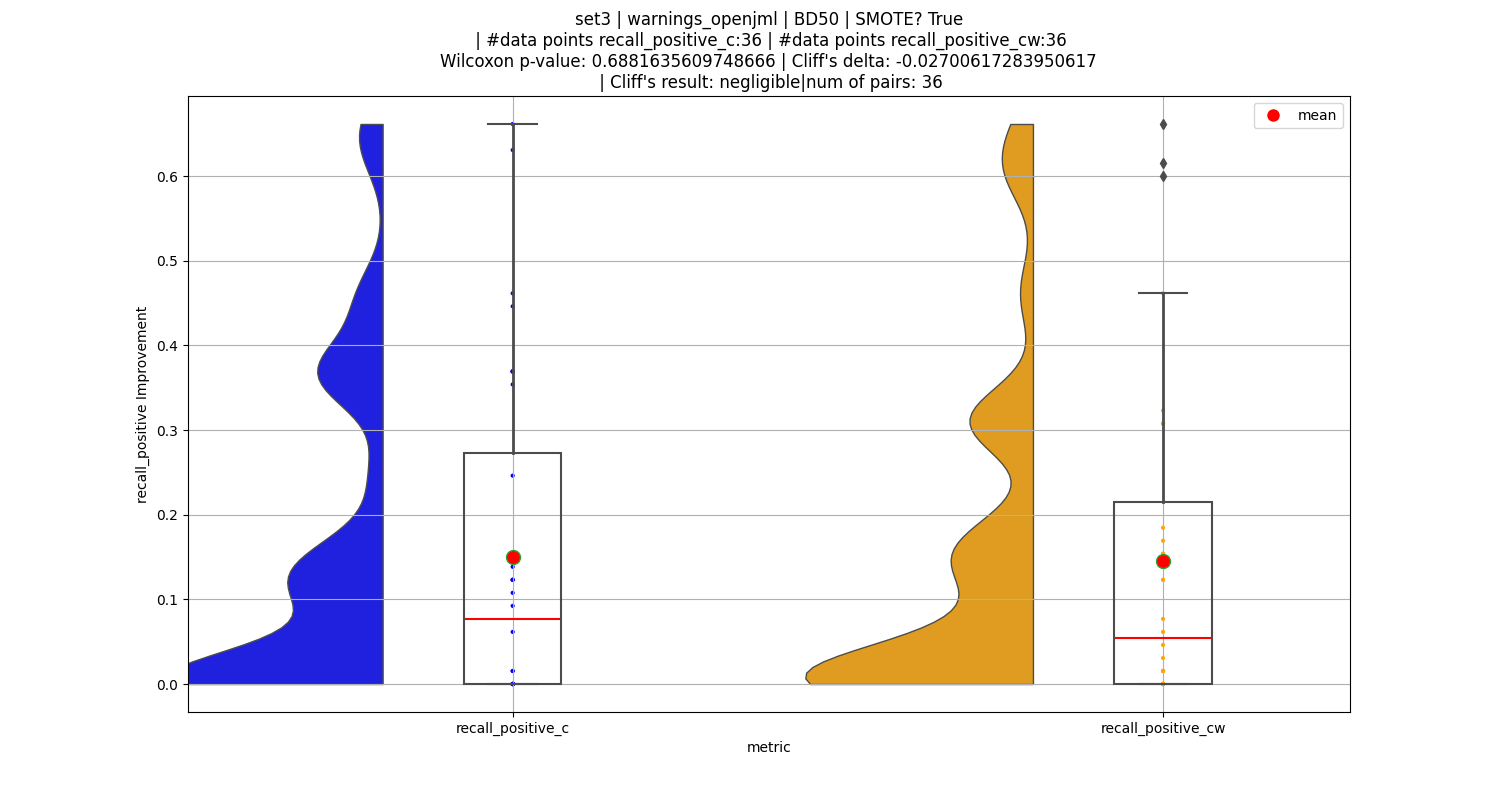 set3 | warnings_openjml | BD50 | SMOTE? True
| #data points recall_positive_c:36 | #data points recall_positive_cw:36
Wilcoxon p-value: 0.6881635609748666 | Cliff's delta: -0.02700617283950617
| Cliff's result: negligible|num of pairs: 36
mean
0.6
0.5
0.4
0.3
0.2
0.1
0.0
recall_positive Improvement
recall_positive_c
recall_positive_cw
metric